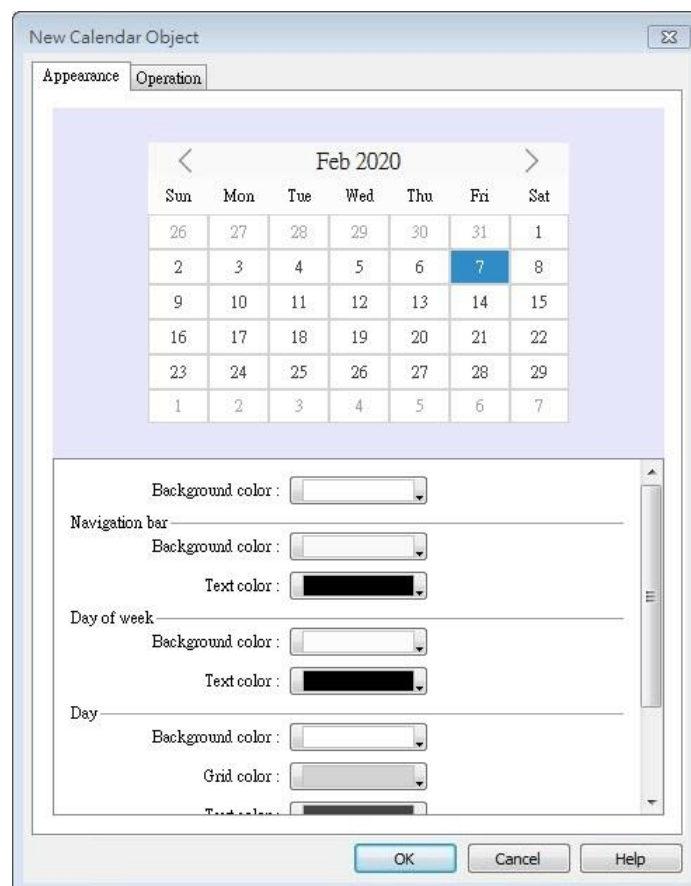 New Calendar Object
Appearance Operation
Feb 2020
Sun Mon Tue Wed Thu Fri Sat
26 27 28 29 30 31 1
2 3 4 5 6 7 8
9 10 11 12 13 14 15
16 17 18 19 20 21 22
23 24 25 26 27 28 29
1 2 3 4 5 6 7
Background color :
Navigation bar
Background color :
Text color :
Day of week
Background color :
Text color :
Day
Background color :
Grid color :
OK Cancel Help